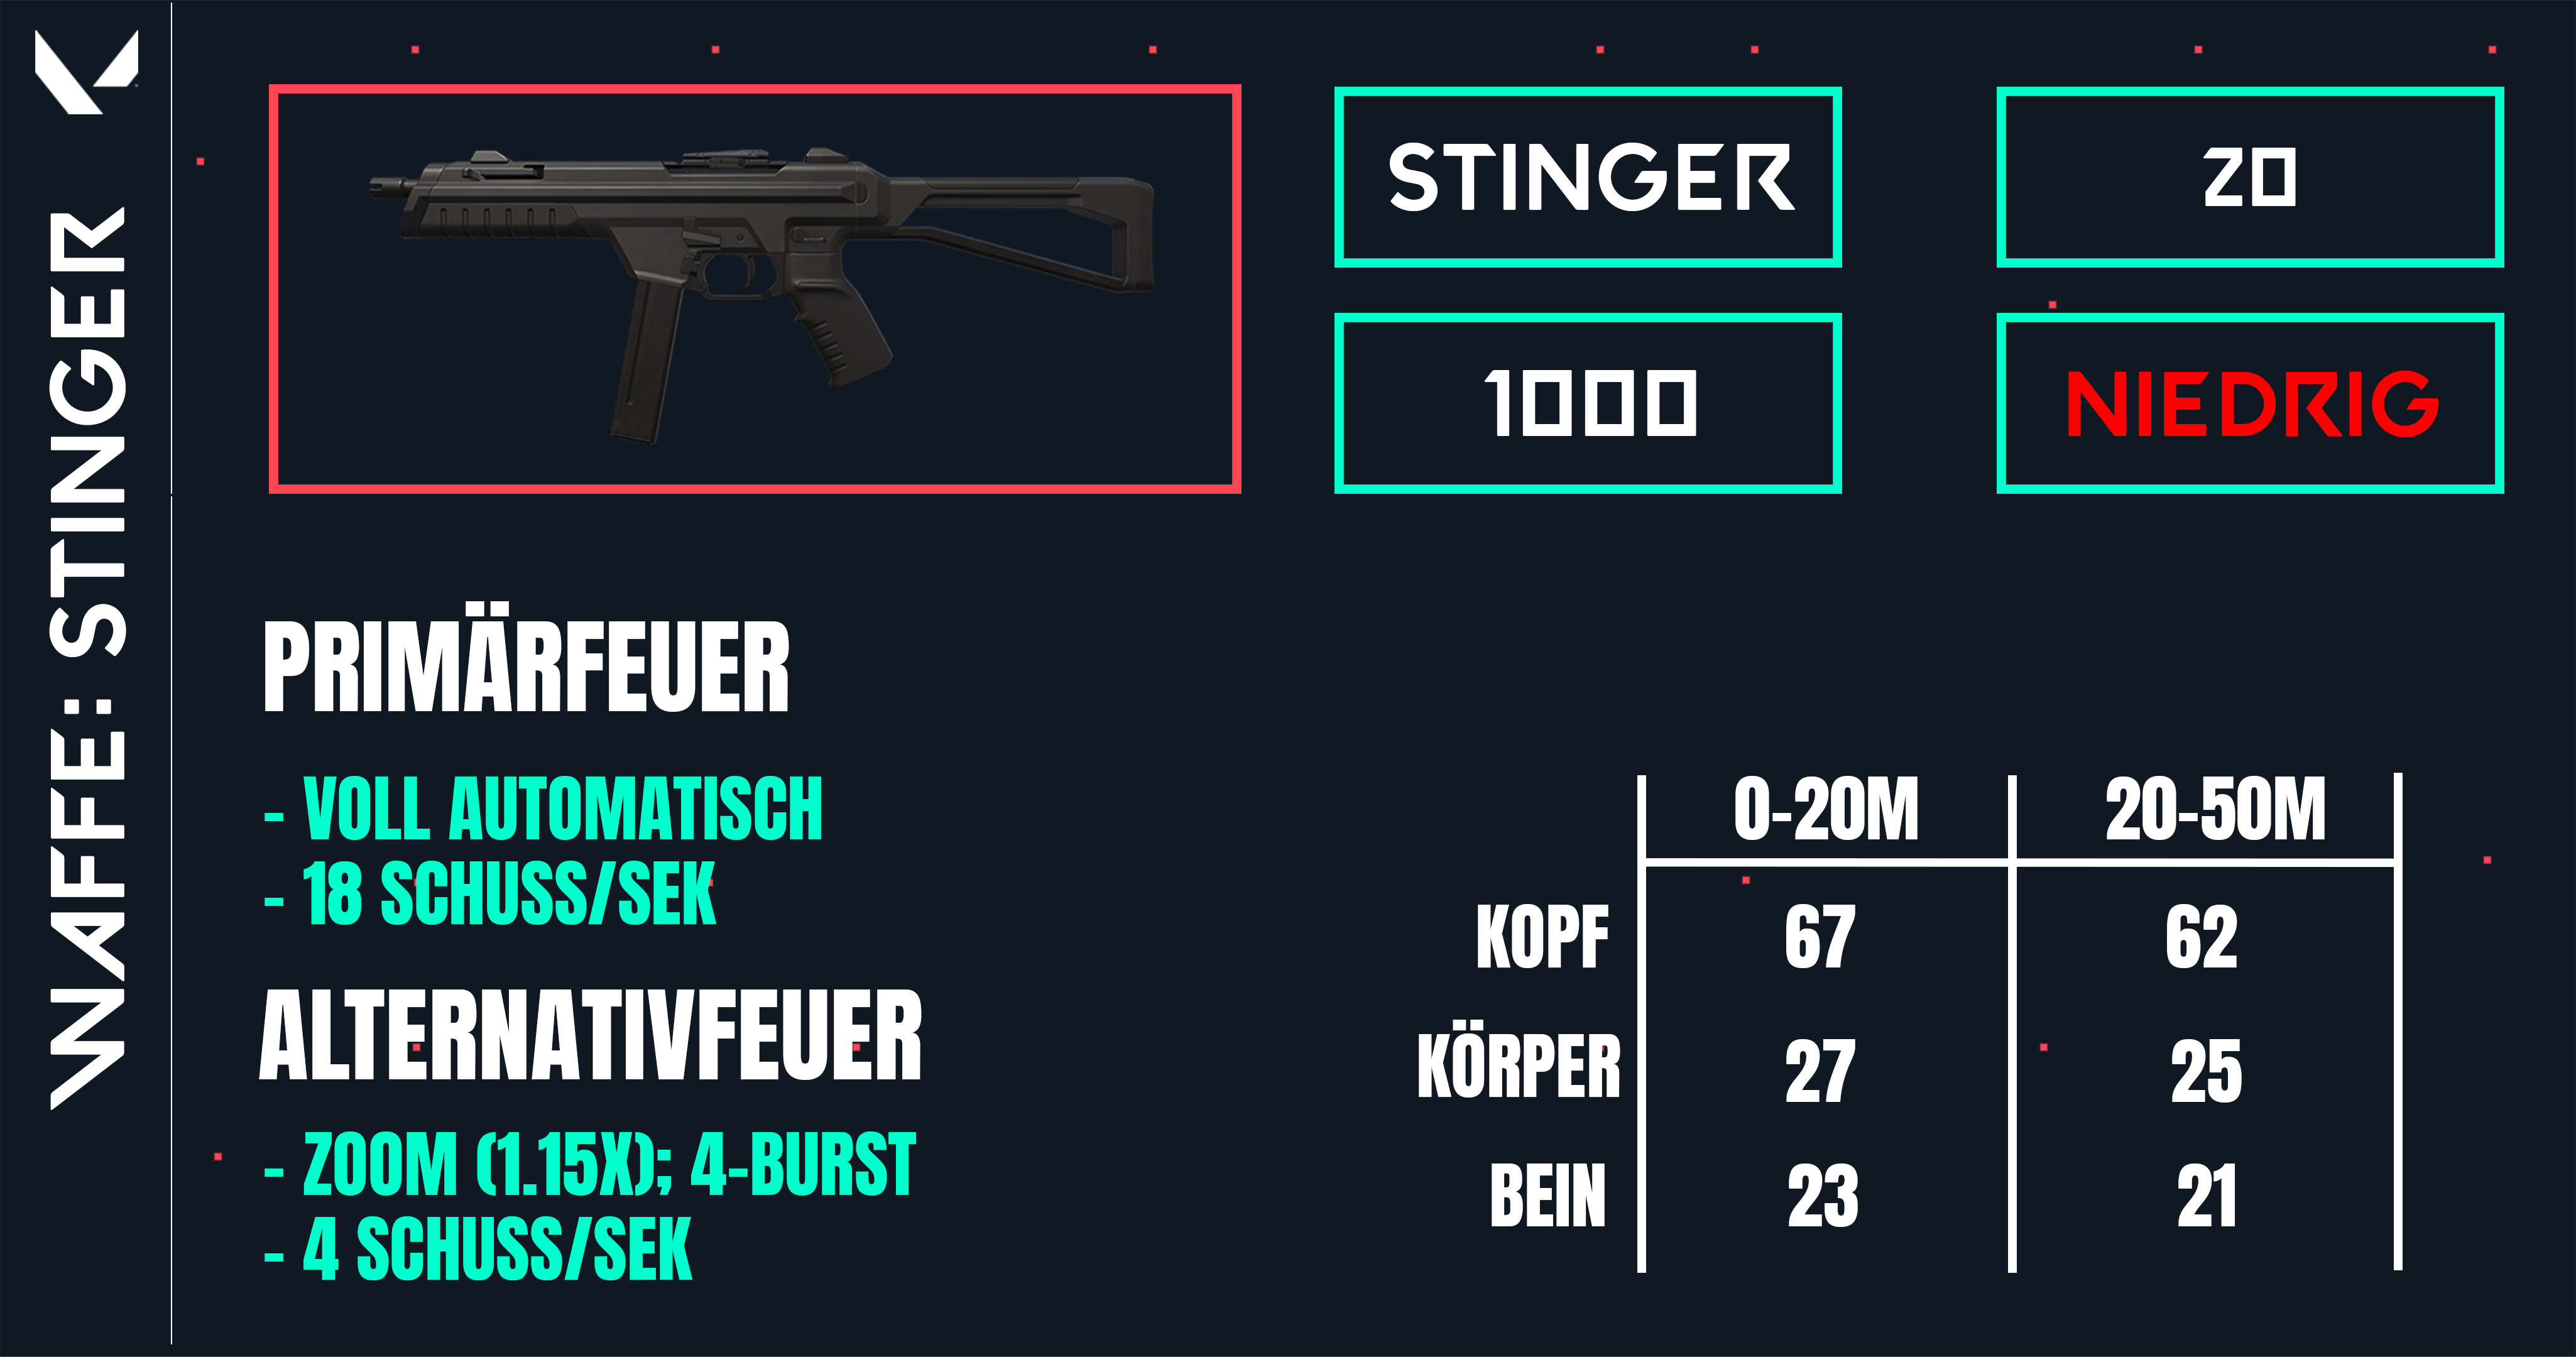 WAFFE: STINGER
STINGER
20
1000
NIEDRIG
PRIMÄRFEUER
- VOLL AUTOMATISCH
- 18 SCHUSS/SEK
ALTERNATIVFEUER
- ZOOM (1.15X); 4-BURST
- 4 SCHUSS/SEK
0-20M 20-50M
KOPF 67 62
KÖRPER 27 25
BEIN 23 21